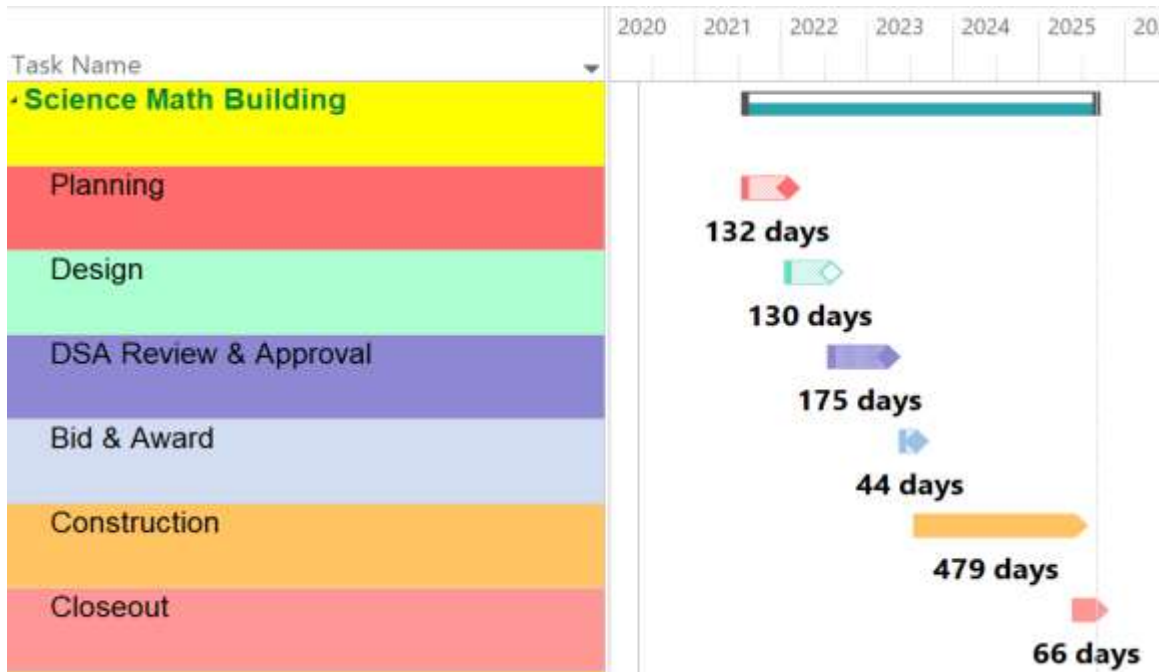 2020 2021 2022 2023 2024 2025 20
Task Name
Science Math Building
Planning
132 days
Design
130 days
DSA Review & Approval
175 days
Bid & Award
44 days
Construction
479 days
Closeout
66 days